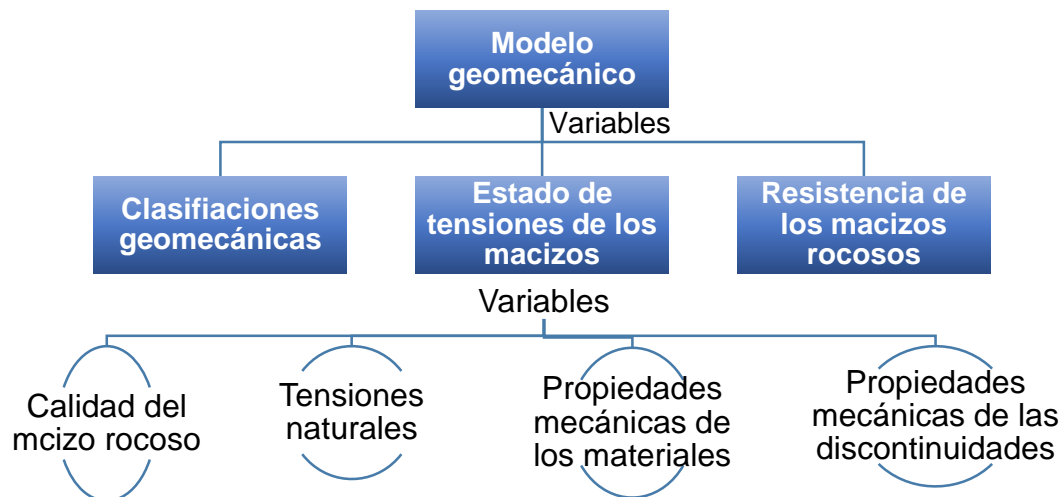 Modelo
geomecánico
Variables
Clasifiaciones
geomecánicas
Estado de
tensiones de los
macizos
Resistencia de
los macizos
rocosos
Variables
Calidad del
mcizo rocoso
Tensiones
naturales
Propiedades
mecánicas de
los materiales
Propiedades
mecánicas de las
discontinuidades